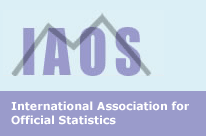 IAOS
International Association for
Official Statistics